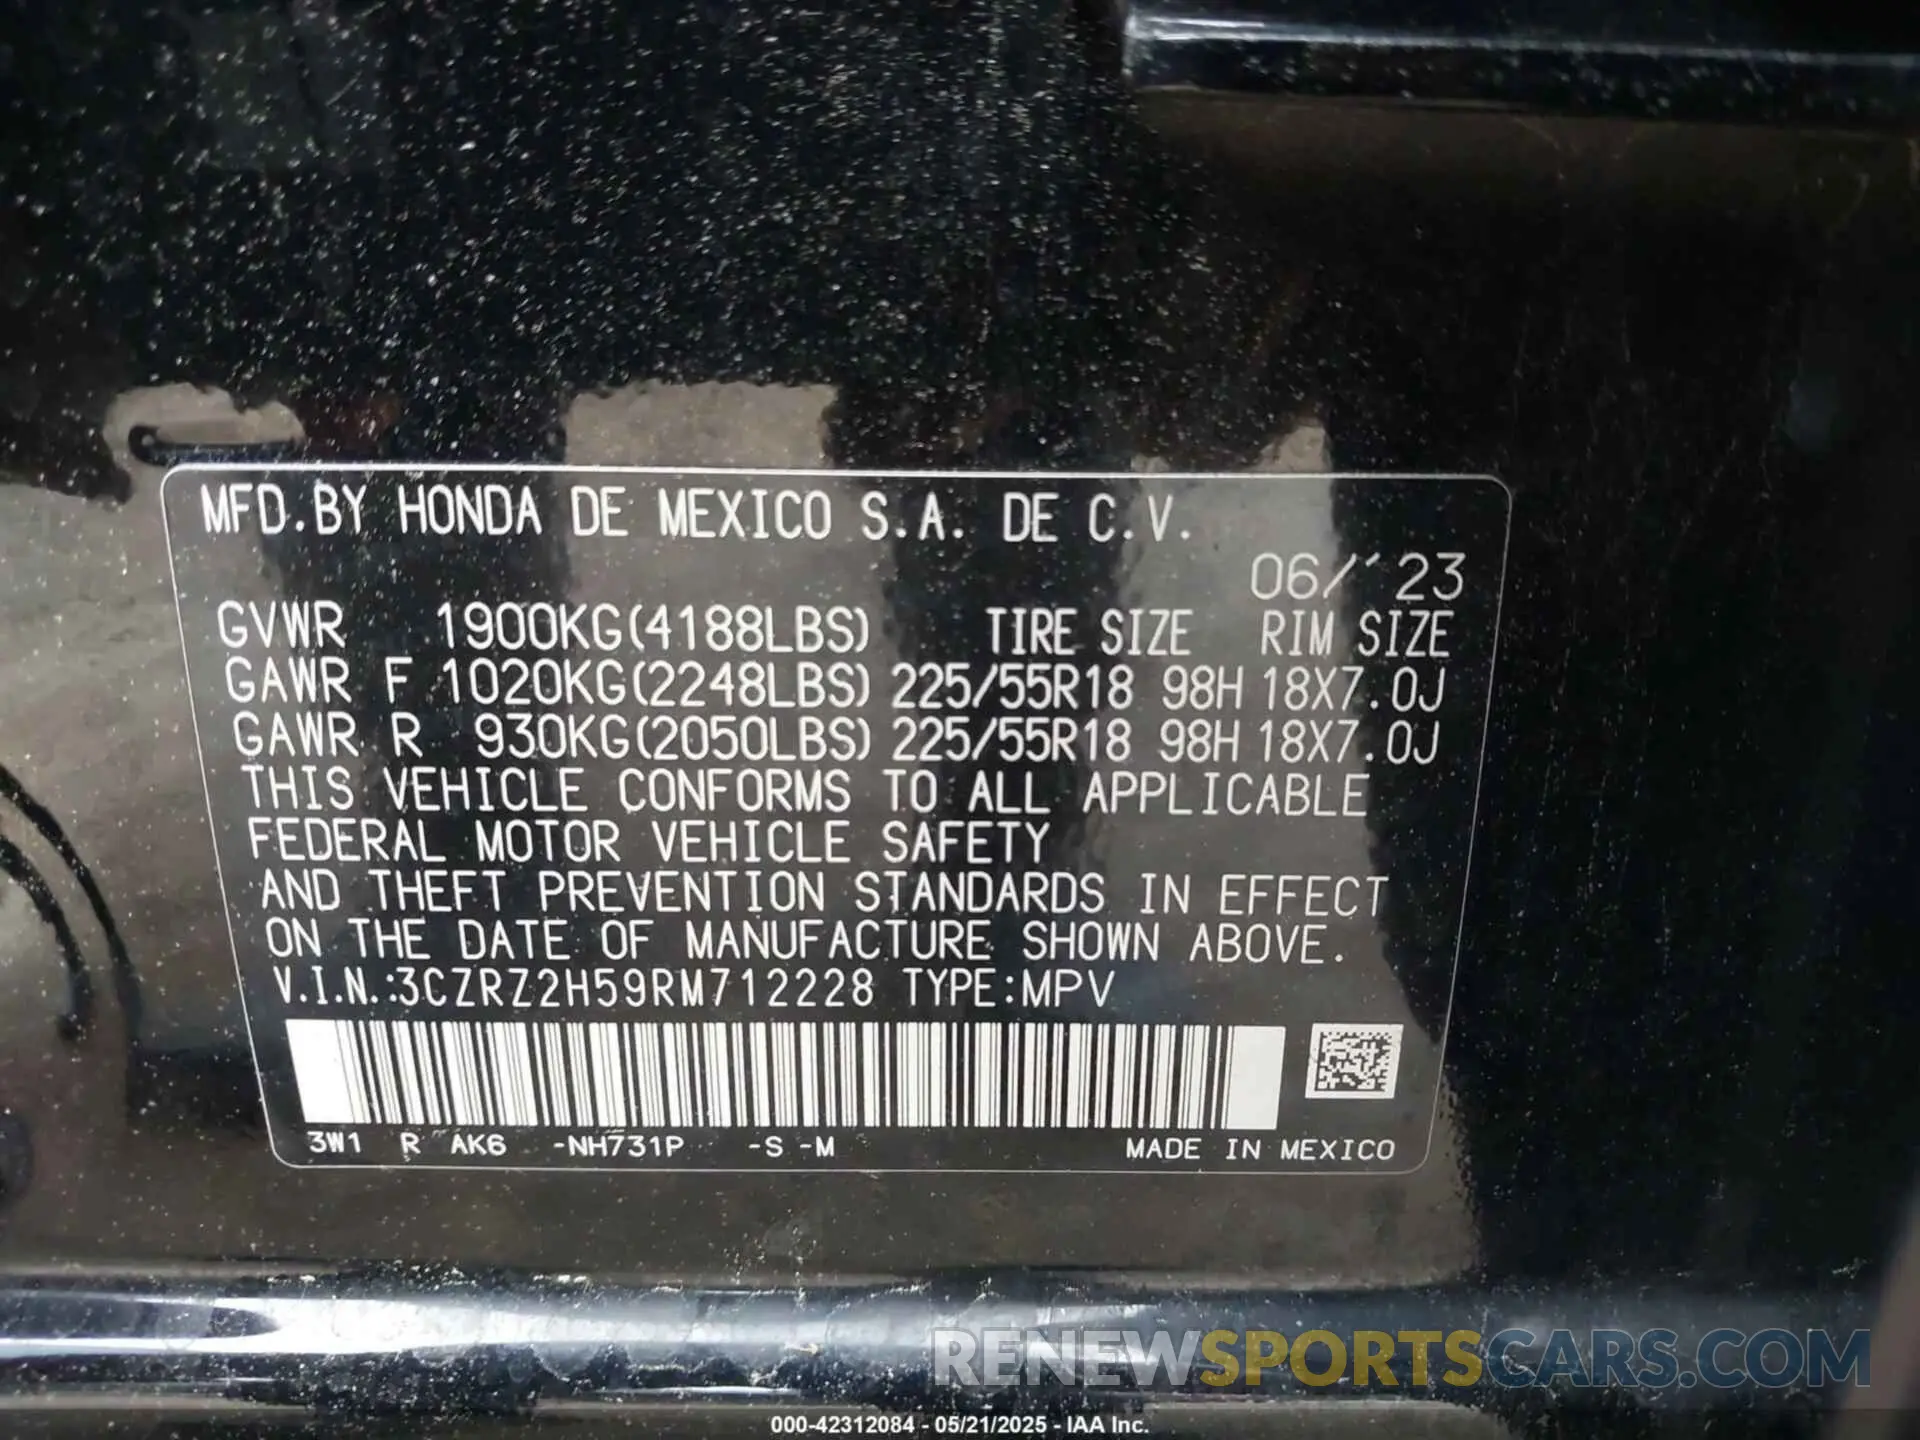 MFD.BY HONDA DE MEXICO S.A. DE C.V.
06/'23
GVWR 1900KG(4188LBS) TIRE SIZE RIM SIZE
GAWR F 1020KG(2248LBS) 225/55R18 98H 18X7.0J
GAWR R 930KG(2050LBS) 225/55R18 98H 18X7.0J
THIS VEHICLE CONFORMS TO ALL APPLICABLE
FEDERAL MOTOR VEHICLE SAFETY
AND THEFT PREVENTION STANDARDS IN EFFECT
ON THE DATE OF MANUFACTURE SHOWN ABOVE.
V.I.N.:3CZRZ2H59RM712228 TYPE:MPV
3W1 R AK6 -NH731P -S -M MADE IN MEXICO
RENEWSPORTSCARS.COM
000-42312084 - 05/21/2025 - IAA Inc.